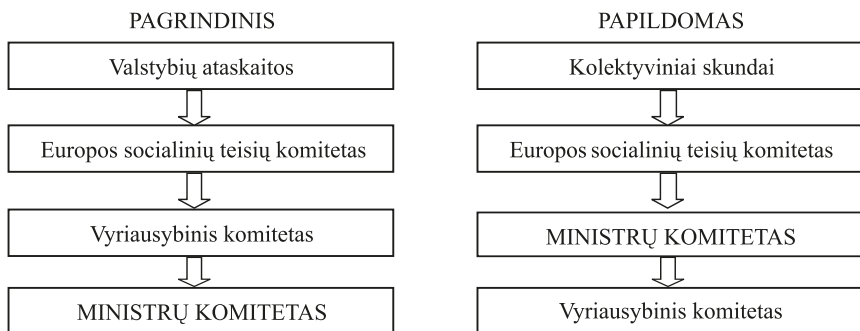 PAGRINDINIS
Valstybių ataskaitos
Europos socialinių teisių komitetas
Vyriausybinis komitetas
MINISTRŲ KOMITETAS
PAPILDOMAS
Kolektyviniai skundai
Europos socialinių teisių komitetas
MINISTRŲ KOMITETAS
Vyriausybinis komitetas